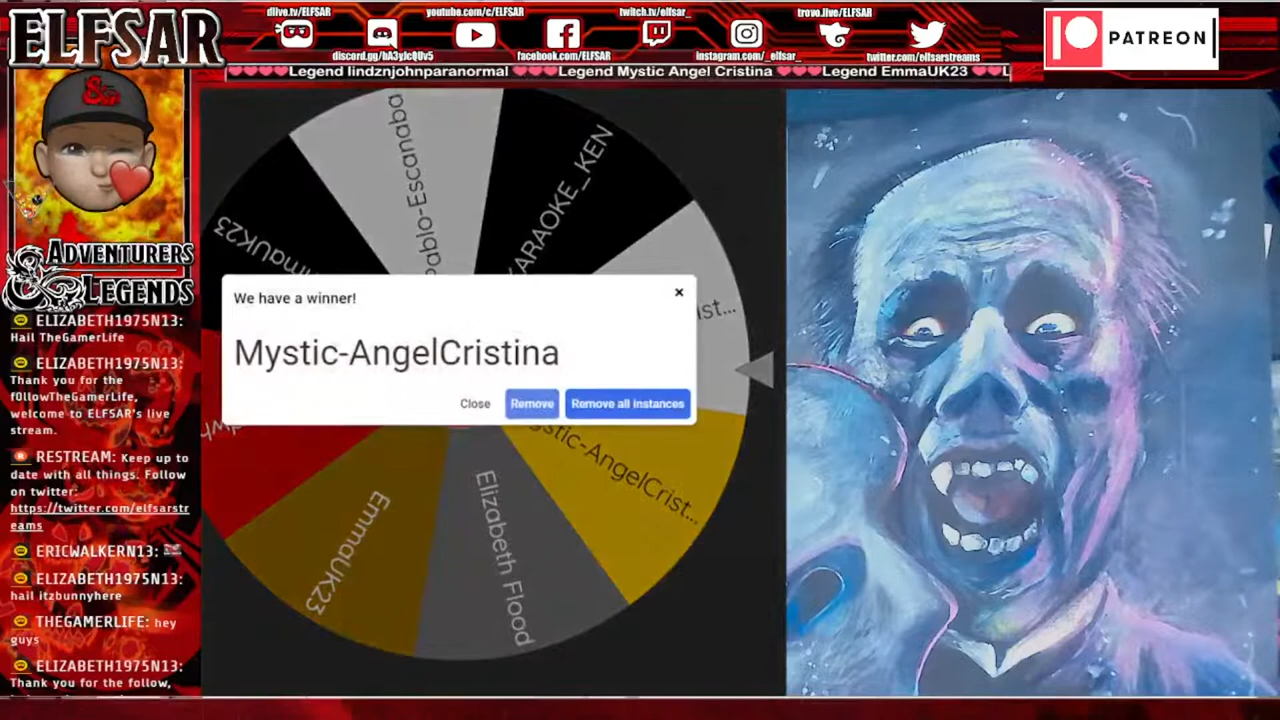 ELFSAR
dlive.tv/ELFSAR
youtube.com/c/ELFSAR
twitch.tv/elfsar_
trovo.live/ELFSAR
discord.gg/hA3yJcQUv5
facebook.com/ELFSAR
instagram.com/_elfsar_
twitter.com/elfsarstreams
PATREON
Legend lindznjohnparanormal
Legend Mystic Angel Cristina
Legend EmmaUK23
L
ADVENTURERS
&
LEGENDS
ELIZABETH1975N13:
Hail TheGamerLife
ELIZABETH1975N13:
Thank you for the
f0llowTheGamerLife,
welcome to ELFSAR's live
stream.
RESTREAM: Keep up to
date with all things. Follow
on twitter:
https://twitter.com/elfsarstr
eams
ERICWALKERN13:
ELIZABETH1975N13:
hail itzbunnyhere
THEGAMERLIFE: hey
guys
ELIZABETH1975N13:
Thank you for the follow,
ablo-Escanaba
KARAOKE_KEN
EmmaUK23
ist...
We have a winner!
×
Mystic-AngelCristina
Close
Remove
Remove all instances
ystic-AngelCrist...
Elizabeth Flood
EmmaUK23